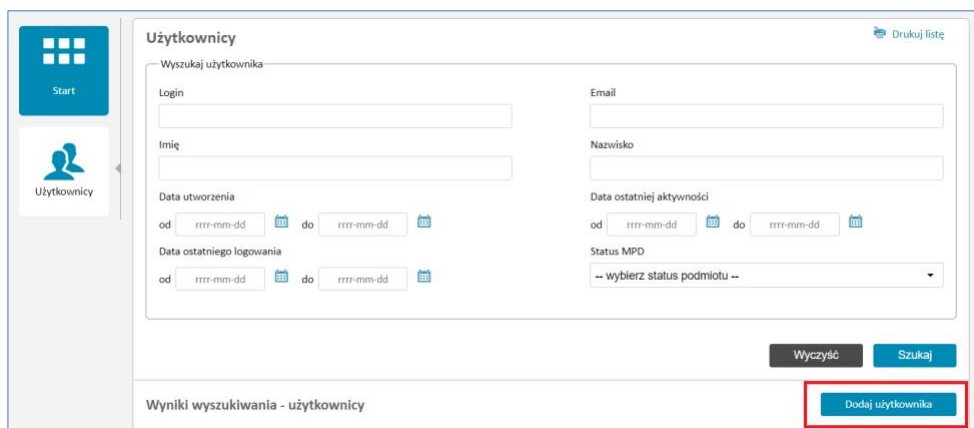 Start
Użytkownicy
Użytkownicy
Drukuj listę
Wyszukaj użytkownika
Login
Email
Imię
Nazwisko
Data utworzenia
Data ostatniej aktywności
od rrrr-mm-dd do rrrr-mm-dd
od rrrr-mm-dd do rrrr-mm-dd
Data ostatniego logowania
Status MPD
od rrrr-mm-dd do rrrr-mm-dd
-- wybierz status podmiotu --
Wyczyść
Szukaj
Wyniki wyszukiwania - użytkownicy
Dodaj użytkownika